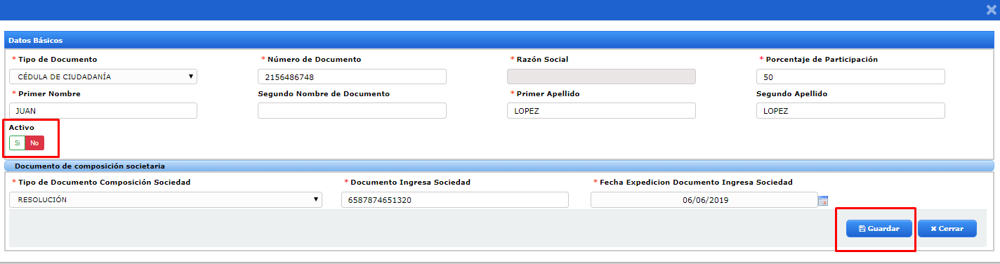 Datos Básicos
* Tipo de Documento * Número de Documento * Razón Social * Porcentaje de Participación
CÉDULA DE CIUDADANÍA 2156486748 50
* Primer Nombre Segundo Nombre de Documento * Primer Apellido Segundo Apellido
JUAN LOPEZ LOPEZ
Activo
Si No
Documento de composición societaria
* Tipo de Documento Composición Sociedad * Documento Ingresa Sociedad * Fecha Expedicion Documento Ingresa Sociedad
RESOLUCIÓN 6587874651320 06/06/2019
Guardar Cerrar